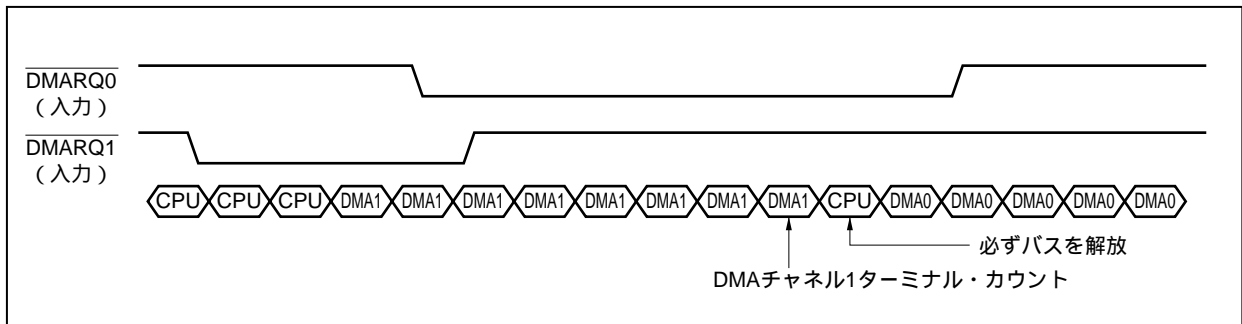 DMARQ0
(入力)
DMARQ1
(入力)
CPU CPU CPU DMA1 DMA1 DMA1 DMA1 DMA1 DMA1 DMA1 DMA1 CPU DMA0 DMA0 DMA0 DMA0 DMA0
必ずバスを解放
DMAチャネル1ターミナル・カウント